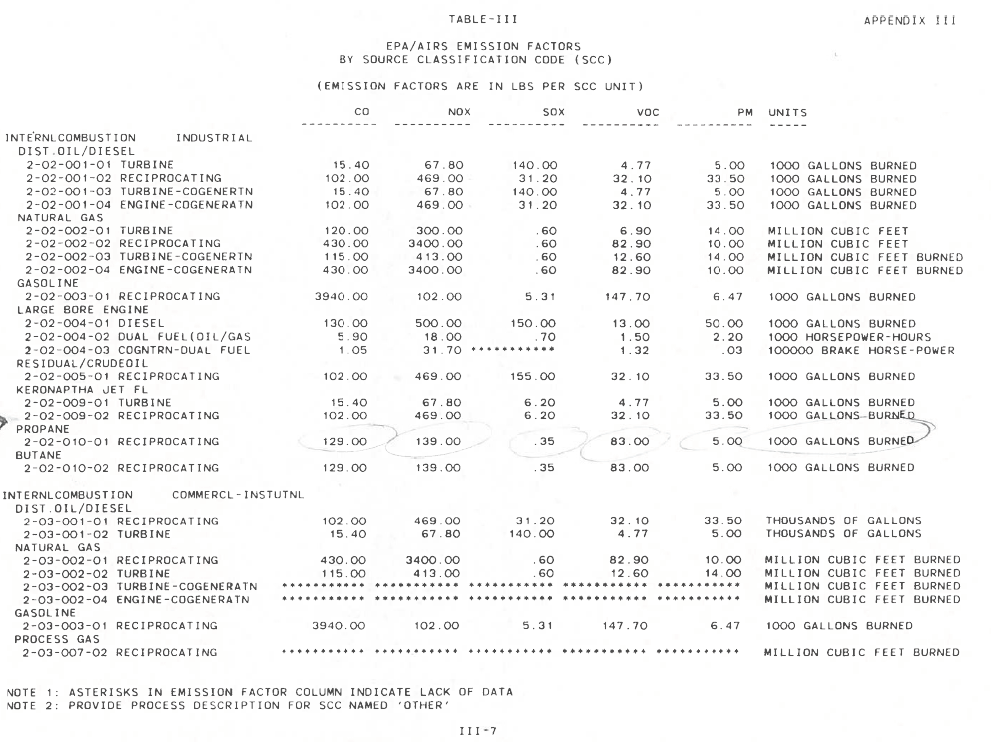 TABLE-III APPENDIX III
EPA/AIRS EMISSION FACTORS
BY SOURCE CLASSIFICATION CODE (SCC)
(EMISSION FACTORS ARE IN LBS PER SCC UNIT)
CO NOX SOX VOC PM UNITS
---------- ---------- ---------- ---------- ---------- -----
INTERNLCOMBUSTION INDUSTRIAL
DIST.OIL/DIESEL
2-02-001-01 TURBINE 15.40 67.80 140.00 4.77 5.00 1000 GALLONS BURNED
2-02-001-02 RECIPROCATING 102.00 469.00 31.20 32.10 33.50 1000 GALLONS BURNED
2-02-001-03 TURBINE-COGENERTN 15.40 67.80 140.00 4.77 5.00 1000 GALLONS BURNED
2-02-001-04 ENGINE-COGENERATN 102.00 469.00 31.20 32.10 33.50 1000 GALLONS BURNED
NATURAL GAS
2-02-002-01 TURBINE 120.00 300.00 .60 6.90 14.00 MILLION CUBIC FEET
2-02-002-02 RECIPROCATING 430.00 3400.00 .60 82.90 10.00 MILLION CUBIC FEET
2-02-002-03 TURBINE-COGENERTN 115.00 413.00 .60 12.60 14.00 MILLION CUBIC FEET BURNED
2-02-002-04 ENGINE-COGENERATN 430.00 3400.00 .60 82.90 10.00 MILLION CUBIC FEET BURNED
GASOLINE
2-02-003-01 RECIPROCATING 3940.00 102.00 5.31 147.70 6.47 1000 GALLONS BURNED
LARGE BORE ENGINE
2-02-004-01 DIESEL 130.00 500.00 150.00 13.00 50.00 1000 GALLONS BURNED
2-02-004-02 DUAL FUEL(OIL/GAS 5.90 18.00 .70 1.50 2.20 1000 HORSEPOWER-HOURS
2-02-004-03 COGNTRN-DUAL FUEL 1.05 31.70 *********** 1.32 .03 100000 BRAKE HORSE-POWER
RESIDUAL/CRUDEOIL
2-02-005-01 RECIPROCATING 102.00 469.00 155.00 32.10 33.50 1000 GALLONS BURNED
KERONAPTHA JET FL
2-02-009-01 TURBINE 15.40 67.80 6.20 4.77 5.00 1000 GALLONS BURNED
2-02-009-02 RECIPROCATING 102.00 469.00 6.20 32.10 33.50 1000 GALLONS BURNED
PROPANE
2-02-010-01 RECIPROCATING 129.00 139.00 .35 83.00 5.00 1000 GALLONS BURNED
BUTANE
2-02-010-02 RECIPROCATING 129.00 139.00 .35 83.00 5.00 1000 GALLONS BURNED
INTERNLCOMBUSTION COMMERCL-INSTUTNL
DIST.OIL/DIESEL
2-03-001-01 RECIPROCATING 102.00 469.00 31.20 32.10 33.50 THOUSANDS OF GALLONS
2-03-001-02 TURBINE 15.40 67.80 140.00 4.77 5.00 THOUSANDS OF GALLONS
NATURAL GAS
2-03-002-01 RECIPROCATING 430.00 3400.00 .60 82.90 10.00 MILLION CUBIC FEET BURNED
2-03-002-02 TURBINE 115.00 413.00 .60 12.60 14.00 MILLION CUBIC FEET BURNED
2-03-002-03 TURBINE-COGENERATN *********** *********** *********** *********** *********** MILLION CUBIC FEET BURNED
2-03-002-04 ENGINE-COGENERATN *********** *********** *********** *********** *********** MILLION CUBIC FEET BURNED
GASOLINE
2-03-003-01 RECIPROCATING 3940.00 102.00 5.31 147.70 6.47 1000 GALLONS BURNED
PROCESS GAS
2-03-007-02 RECIPROCATING *********** *********** *********** *********** *********** MILLION CUBIC FEET BURNED
NOTE 1: ASTERISKS IN EMISSION FACTOR COLUMN INDICATE LACK OF DATA
NOTE 2: PROVIDE PROCESS DESCRIPTION FOR SCC NAMED 'OTHER'
III-7